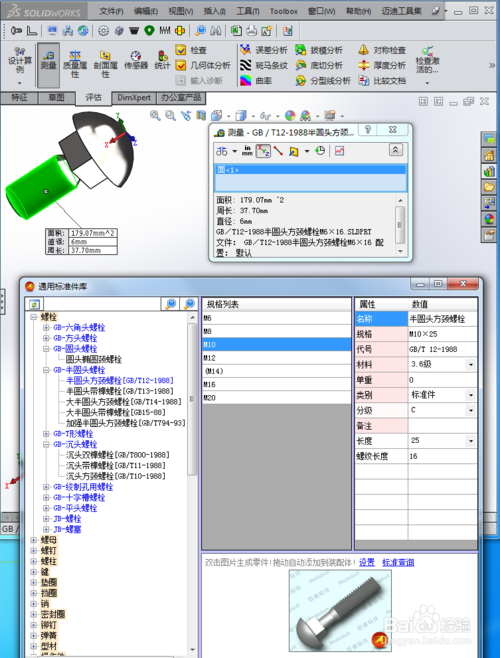 SOLIDWORKS 文件(F) 编辑(E) 视图(V) 插入(I) 工具(T) Toolbox 窗口(W) 帮助(H) 迈迪工具集
设计算例 测量 质量属性 剖面属性 传感器 统计 检查 几何体分析 输入诊断 误差分析 斑马条纹 曲率 拔模分析 底切分析 分型线分析 对称检查 厚度分析 比较文档 检查激活的...
特征 草图 评估 DimXpert 办公室产品
测量 - GB / T12-1988半圆头方颈...
in
mm
面<1>
面积: 179.07mm ^2
周长: 37.70mm
直径: 6mm
GB／T12-1988半圆头方颈螺栓M6×16.SLDPRT
文件: GB／T12-1988半圆头方颈螺栓M6×16 配
置: 默认
面积: 179.07mm^2
直径: 6mm
周长: 37.70mm
通用标准件库
螺栓
GB-六角头螺栓
GB-方头螺栓
GB-圆头螺栓
圆头椭圆颈螺栓
GB-半圆头螺栓
半圆头方颈螺栓[GB/T12-1988]
半圆头带榫螺栓[GB/T13-1988]
大半圆头方颈螺栓[GB/T14-1988]
大半圆头带榫螺栓[GB15-88]
加强半圆头方颈螺栓[GB/T794-93]
GB-T形螺栓
GB-沉头螺栓
沉头双榫螺栓[GB/T800-1988]
沉头带榫螺栓[GB/T11-1988]
沉头方颈螺栓[GB/T10-1988]
GB-绞制孔用螺栓
GB-十字槽螺栓
GB-平头螺栓
JB-螺栓
JB-螺塞
螺母
螺钉
螺柱
键
垫圈
挡圈
销
密封圈
铆钉
弹簧
型材
规格列表
M6
M8
M10
M12
(M14)
M16
M20
属性 数值
名称 半圆头方颈螺栓
规格 M10×25
代号 GB/T 12-1988
材料 3.6级
单重 0
类别 标准件
分级 C
备注
长度 25
螺纹长度 16
双击图片生成零件!拖动自动添加到装配体! 设置 标准查询
GB /
Baidu 经验
jingyan.baidu.com